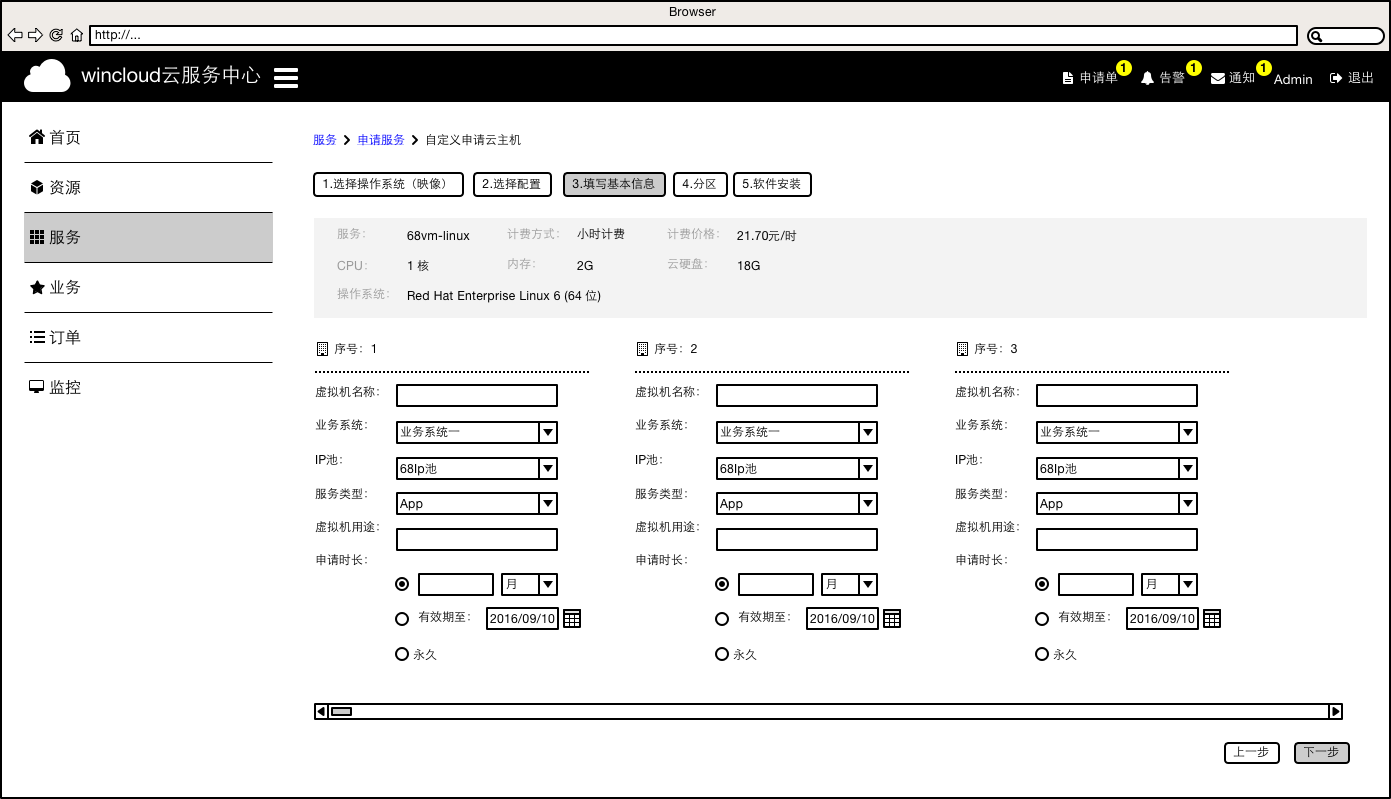 Browser
http://...
wincloud云服务中心
申请单 1 告警 1 通知 1 Admin 退出
首页
资源
服务
业务
订单
监控
服务 申请服务 自定义申请云主机
1.选择操作系统（映像） 2.选择配置 3.填写基本信息 4.分区 5.软件安装
服务： 68vm-linux 计费方式： 小时计费 计费价格： 21.70元/时
CPU： 1 核 内存： 2G 云硬盘： 18G
操作系统： Red Hat Enterprise Linux 6 (64 位)
序号：1 序号：2 序号：3
虚拟机名称： 虚拟机名称： 虚拟机名称：
业务系统： 业务系统一 业务系统： 业务系统一 业务系统： 业务系统一
IP池： 68Ip池 IP池： 68Ip池 IP池： 68Ip池
服务类型： App 服务类型： App 服务类型： App
虚拟机用途： 虚拟机用途： 虚拟机用途：
申请时长： 申请时长： 申请时长：
月 月 月
有效期至： 2016/09/10 有效期至： 2016/09/10 有效期至： 2016/09/10
永久 永久 永久
上一步 下一步